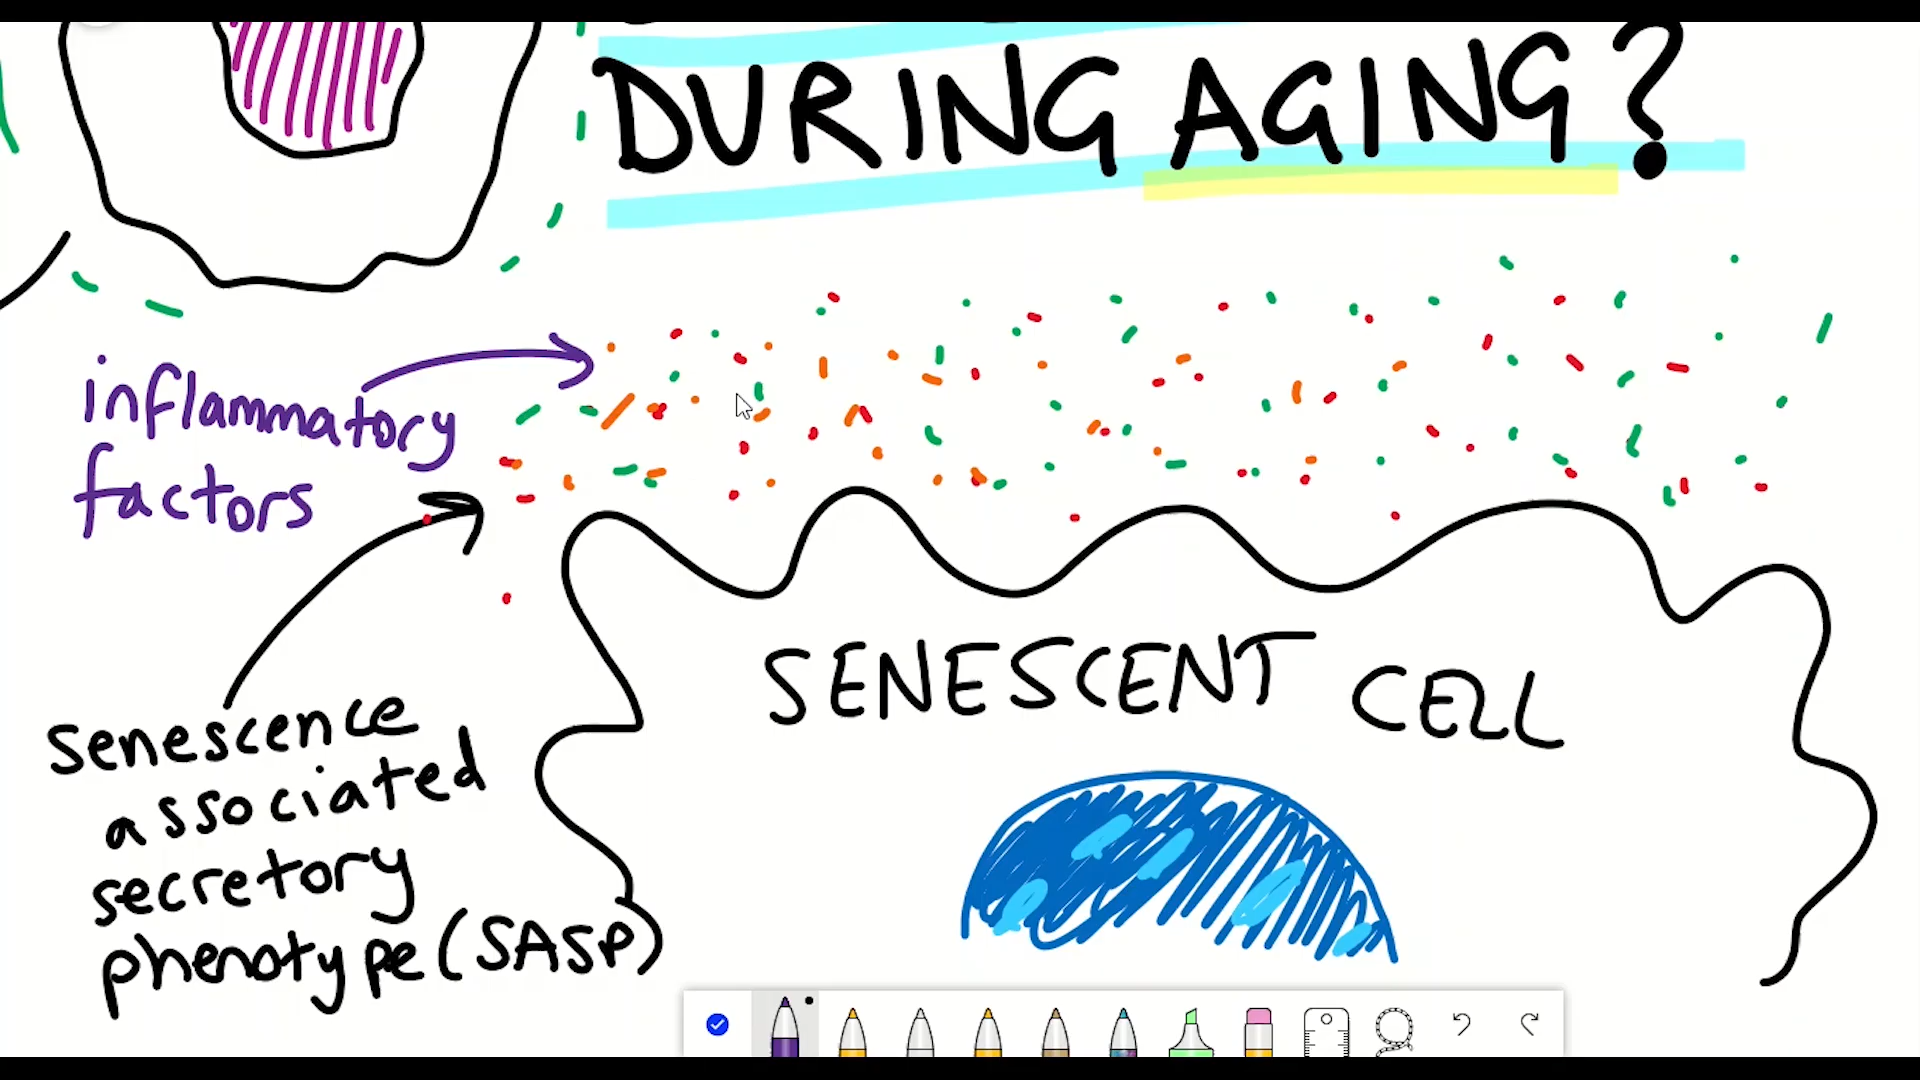 DURING AGING?
inflammatory
factors
SENESCENT CELL
senescence
associated
secretory
phenotype (SASP)